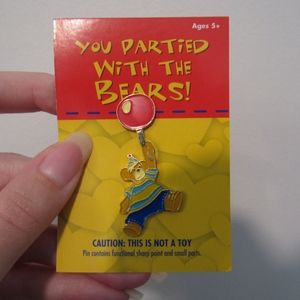 Ages 5+
YOU PARTIED
WITH THE
BEARS!
CAUTION: THIS IS NOT A TOY
Pin contains functional sharp point and small parts.